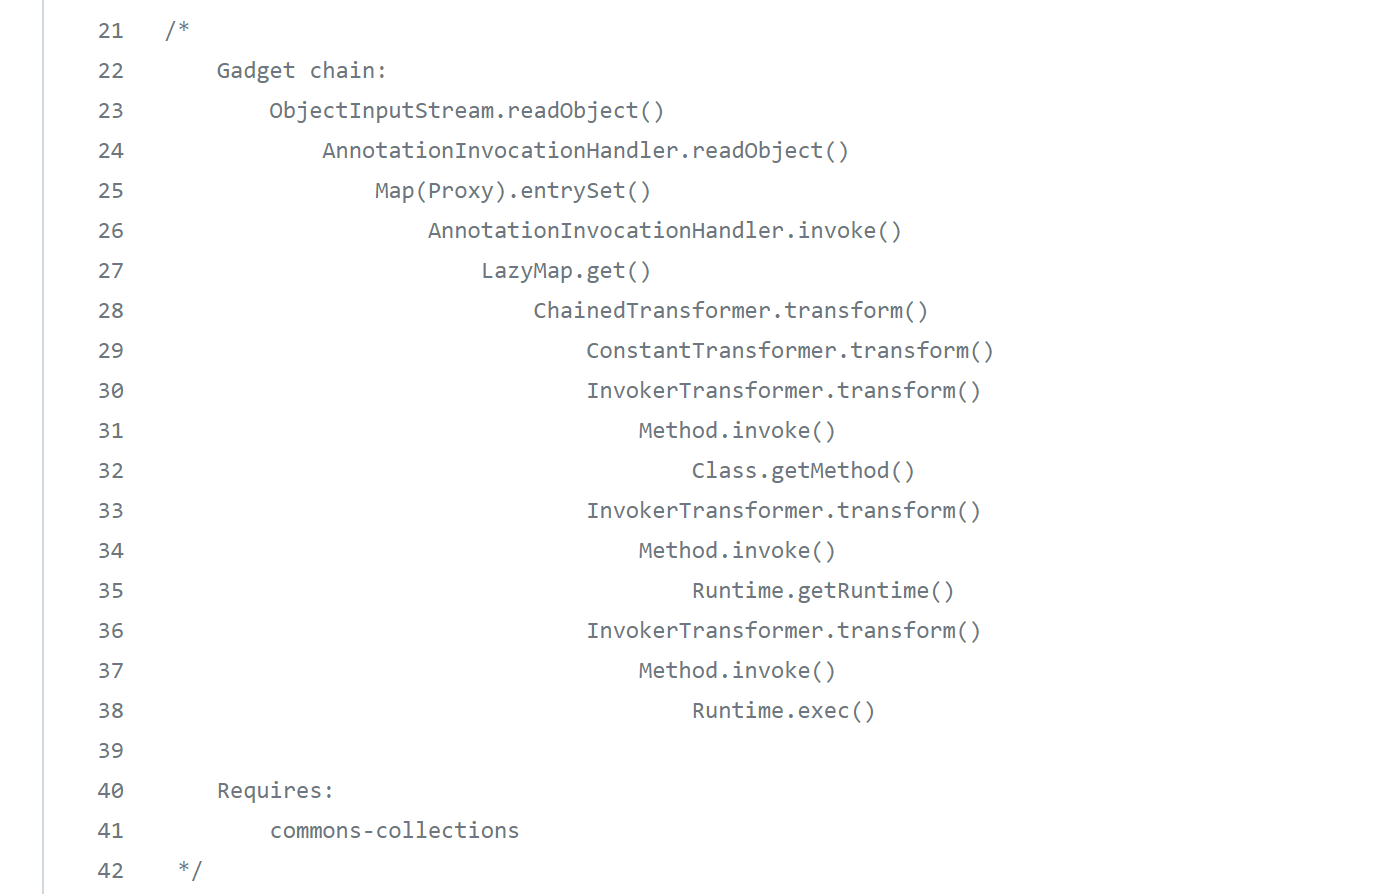 21 /*
22     Gadget chain:
23         ObjectInputStream.readObject()
24             AnnotationInvocationHandler.readObject()
25                 Map(Proxy).entrySet()
26                     AnnotationInvocationHandler.invoke()
27                         LazyMap.get()
28                             ChainedTransformer.transform()
29                                 ConstantTransformer.transform()
30                                 InvokerTransformer.transform()
31                                     Method.invoke()
32                                         Class.getMethod()
33                                 InvokerTransformer.transform()
34                                     Method.invoke()
35                                         Runtime.getRuntime()
36                                 InvokerTransformer.transform()
37                                     Method.invoke()
38                                         Runtime.exec()
39
40     Requires:
41         commons-collections
42  */